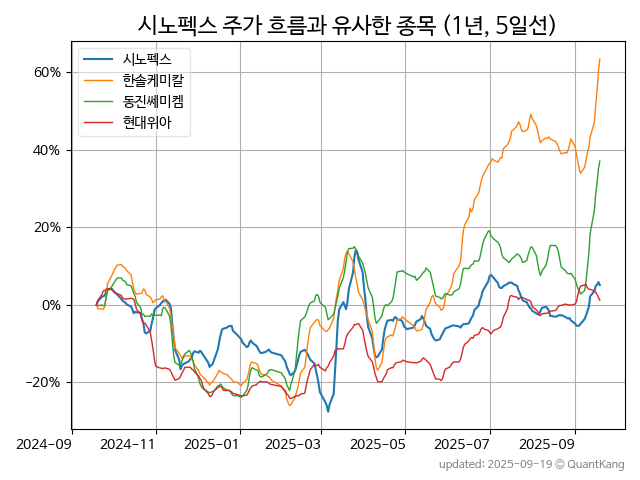 시노펙스 주가 흐름과 유사한 종목 (1년, 5일선)
시노펙스
한솔케미칼
동진쎄미켐
현대위아
60%
40%
20%
0%
−20%
2024-09 2024-11 2025-01 2025-03 2025-05 2025-07 2025-09
updated: 2025-09-19 @ QuantKang